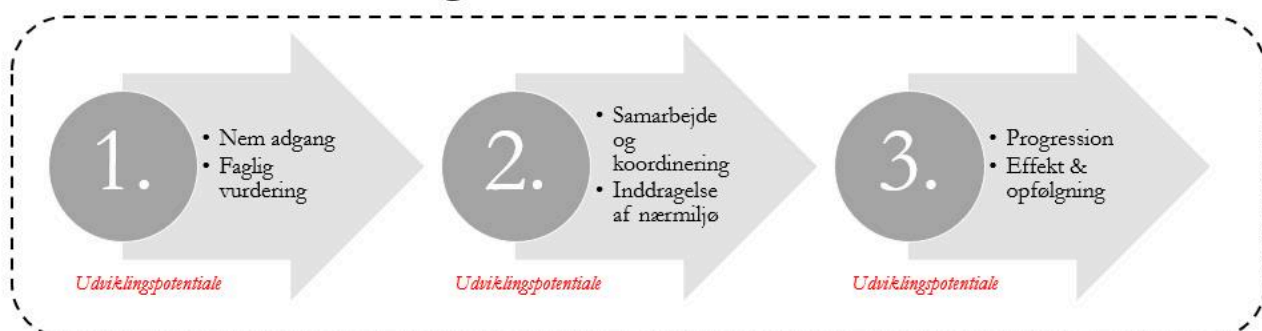 1.
• Nem adgang
• Faglig
vurdering
Udviklingspotentiale
2.
• Samarbejde
og
koordinering
• Inddragelse
af nærmiljø
Udviklingspotentiale
3.
• Progression
• Effekt &
opfølgning
Udviklingspotentiale